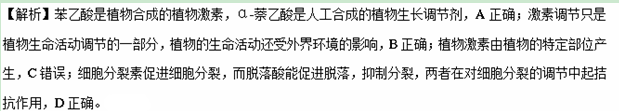 【解析】苯乙酸是植物合成的植物激素，α-萘乙酸是人工合成的植物生长调节剂，A 正确；激素调节只是
植物生命活动调节的一部分，植物的生命活动还受外界环境的影响，B正确；植物激素由植物的特定部位产
生，C错误；细胞分裂素促进细胞分裂，而脱落酸能促进脱落，抑制分裂，两者在对细胞分裂的调节中起拮
抗作用，D正确。